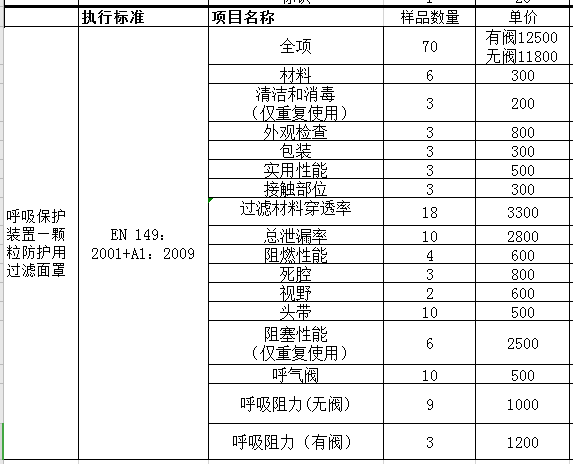 执行标准 项目名称 样品数量 单价
全项 70 有阀12500
无阀11800
材料 6 300
清洁和消毒
（仅重复使用） 3 200
外观检查 3 800
包装 3 300
实用性能 3 500
接触部位 3 300
过滤材料穿透率 18 3300
呼吸保护
装置—颗
粒防护用
过滤面罩
EN 149：
2001+A1：2009
总泄漏率 10 2800
阻燃性能 4 600
死腔 3 800
视野 2 600
头带 10 500
阻塞性能
（仅重复使用） 6 2500
呼气阀 10 500
呼吸阻力(无阀) 9 1000
呼吸阻力（有阀） 3 1200